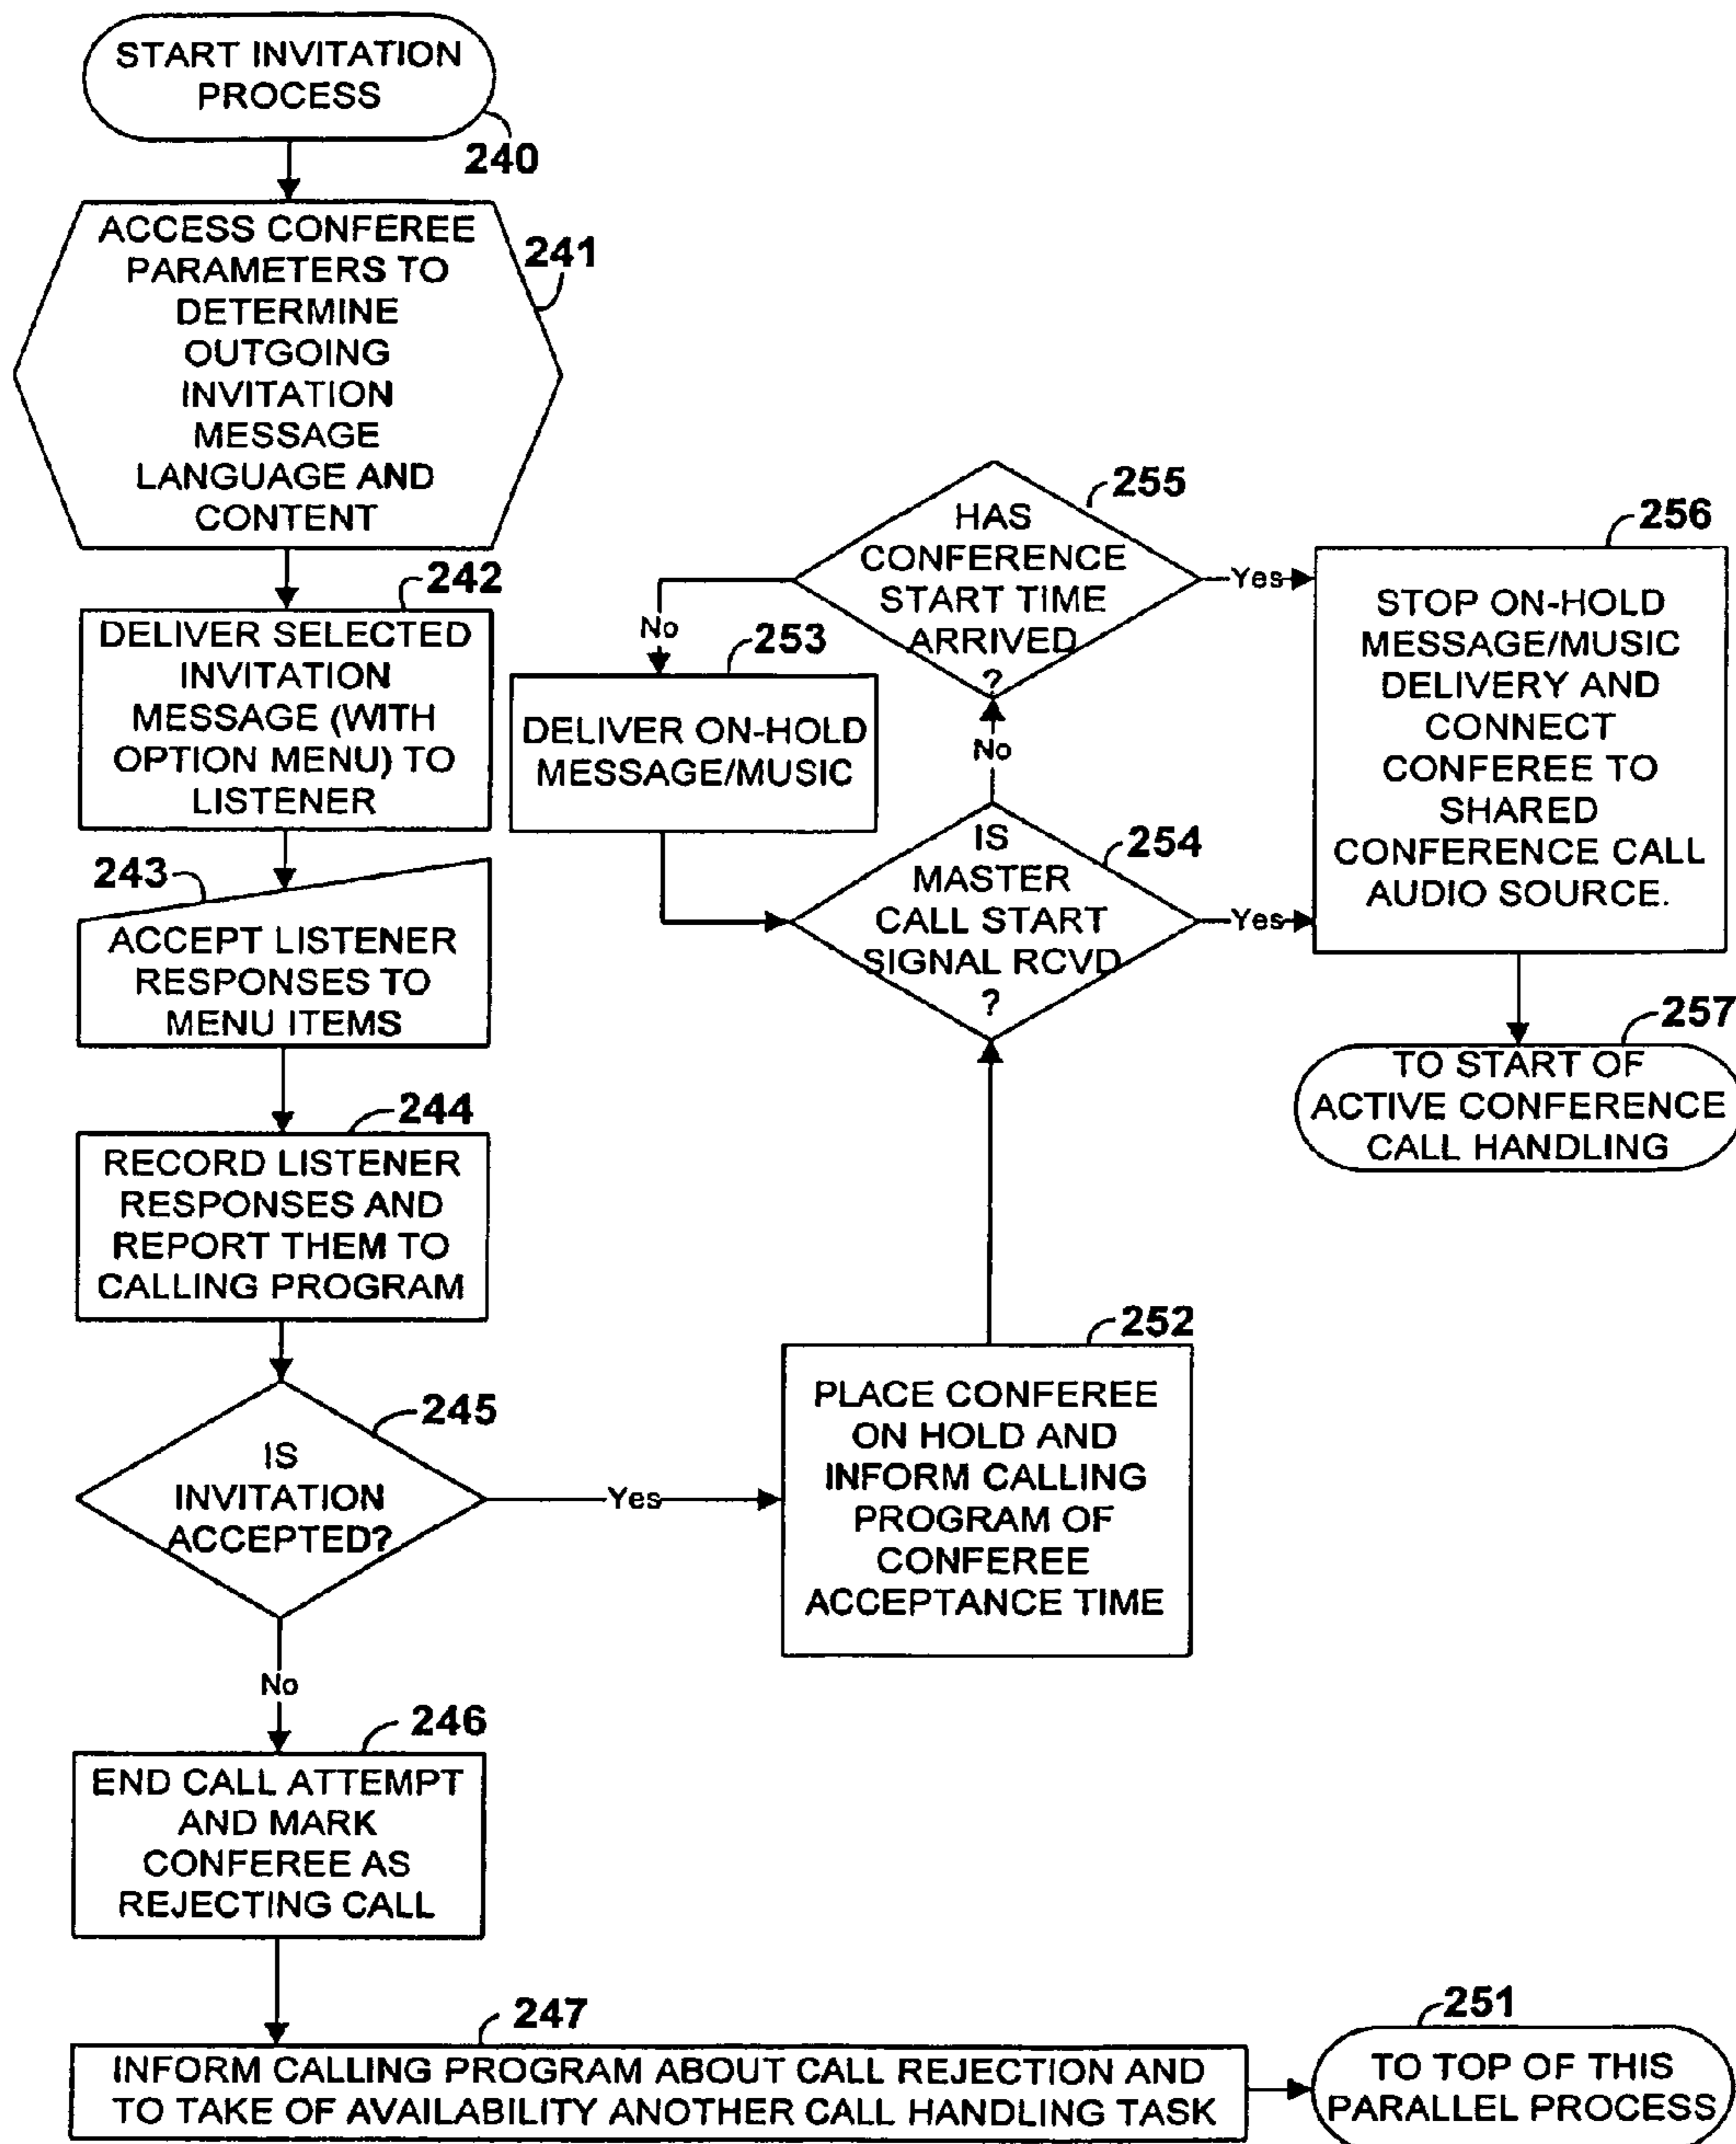 START INVITATION
PROCESS
240
ACCESS CONFEREE
PARAMETERS TO
DETERMINE
OUTGOING
INVITATION
MESSAGE
LANGUAGE AND
CONTENT
241
242
DELIVER SELECTED
INVITATION
MESSAGE (WITH
OPTION MENU) TO
LISTENER
243
ACCEPT LISTENER
RESPONSES TO
MENU ITEMS
244
RECORD LISTENER
RESPONSES AND
REPORT THEM TO
CALLING PROGRAM
245
IS
INVITATION
ACCEPTED?
Yes
No
246
END CALL ATTEMPT
AND MARK
CONFEREE AS
REJECTING CALL
247
INFORM CALLING PROGRAM ABOUT CALL REJECTION AND
TO TAKE OF AVAILABILITY ANOTHER CALL HANDLING TASK
251
TO TOP OF THIS
PARALLEL PROCESS
252
PLACE CONFEREE
ON HOLD AND
INFORM CALLING
PROGRAM OF
CONFEREE
ACCEPTANCE TIME
254
IS
MASTER
CALL START
SIGNAL RCVD
?
Yes
No
255
HAS
CONFERENCE
START TIME
ARRIVED
?
Yes
No
253
DELIVER ON-HOLD
MESSAGE/MUSIC
256
STOP ON-HOLD
MESSAGE/MUSIC
DELIVERY AND
CONNECT
CONFEREE TO
SHARED
CONFERENCE CALL
AUDIO SOURCE.
257
TO START OF
ACTIVE CONFERENCE
CALL HANDLING